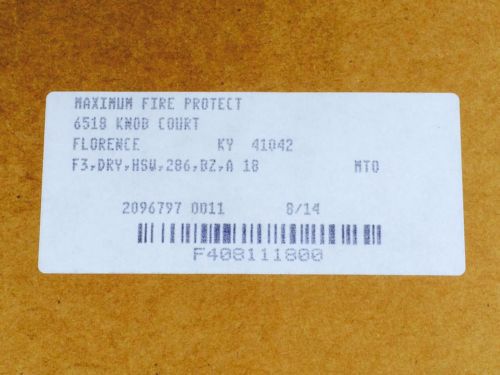 MAXIMUM FIRE PROTECT
6518 KNOB COURT
FLORENCE KY 41042
F3,DRY,HSW,286,BZ,A 18 MTO
2096797 0011 8/14
F408111800